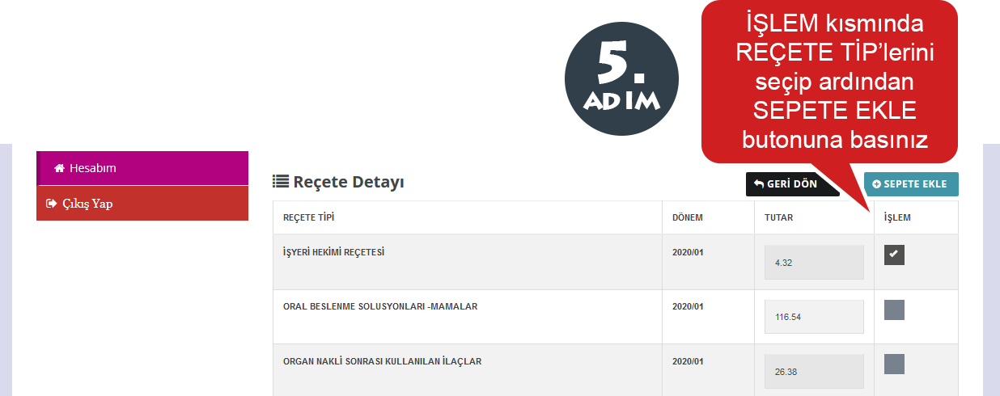 5.
ADIM
İŞLEM kısmında
REÇETE TİP’lerini
seçip ardından
SEPETE EKLE
butonuna basınız
Hesabım
Çıkış Yap
Reçete Detayı
GERİ DÖN
SEPETE EKLE
REÇETE TİPİ DÖNEM TUTAR İŞLEM
İŞYERİ HEKİMİ REÇETESİ 2020/01 4.32
ORAL BESLENME SOLUSYONLARI -MAMALAR 2020/01 116.54
ORGAN NAKLİ SONRASI KULLANILAN İLAÇLAR 2020/01 26.38